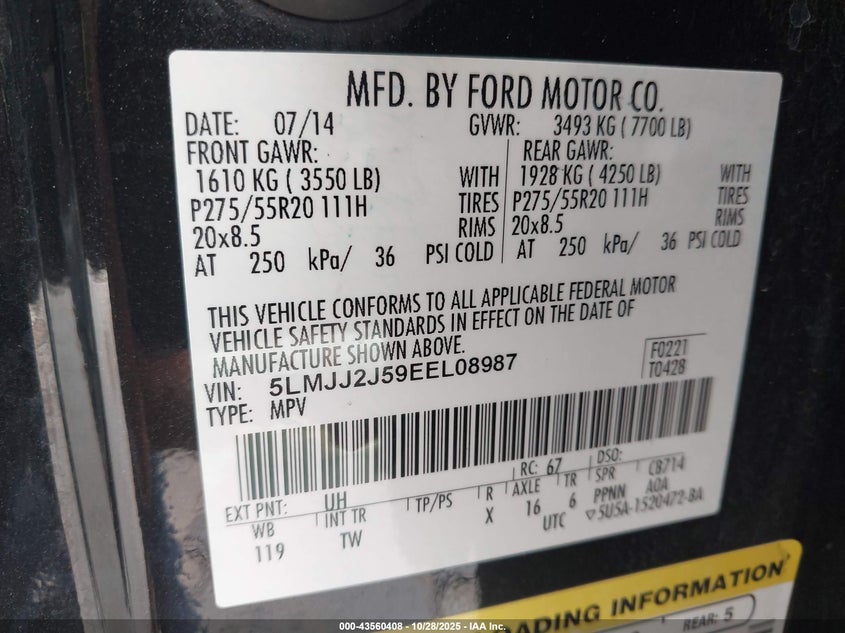 MFD. BY FORD MOTOR CO.
DATE: 07/14 GVWR: 3493 KG ( 7700 LB)
FRONT GAWR: REAR GAWR:
1610 KG ( 3550 LB) WITH 1928 KG ( 4250 LB) WITH
P275/55R20 111H TIRES P275/55R20 111H TIRES
20x8.5 RIMS 20x8.5 RIMS
AT 250 kPa/ 36 PSI COLD AT 250 kPa/ 36 PSI COLD
THIS VEHICLE CONFORMS TO ALL APPLICABLE FEDERAL MOTOR
VEHICLE SAFETY STANDARDS IN EFFECT ON THE DATE OF
MANUFACTURE SHOWN ABOVE.
VIN: 5LMJJ2J59EEL08987 F0221
TYPE: MPV T0428
EXT PNT: UH RC: 67 DSO: CB714
WB INT TR TP/PS R AXLE TR SPR AOA
119 TW X 16 6 PPNN
UTC ▽5U5A-1520472-BA
OADING INFORMATION
REAR: 5
000-43560408 - 10/28/2025 - IAA Inc.